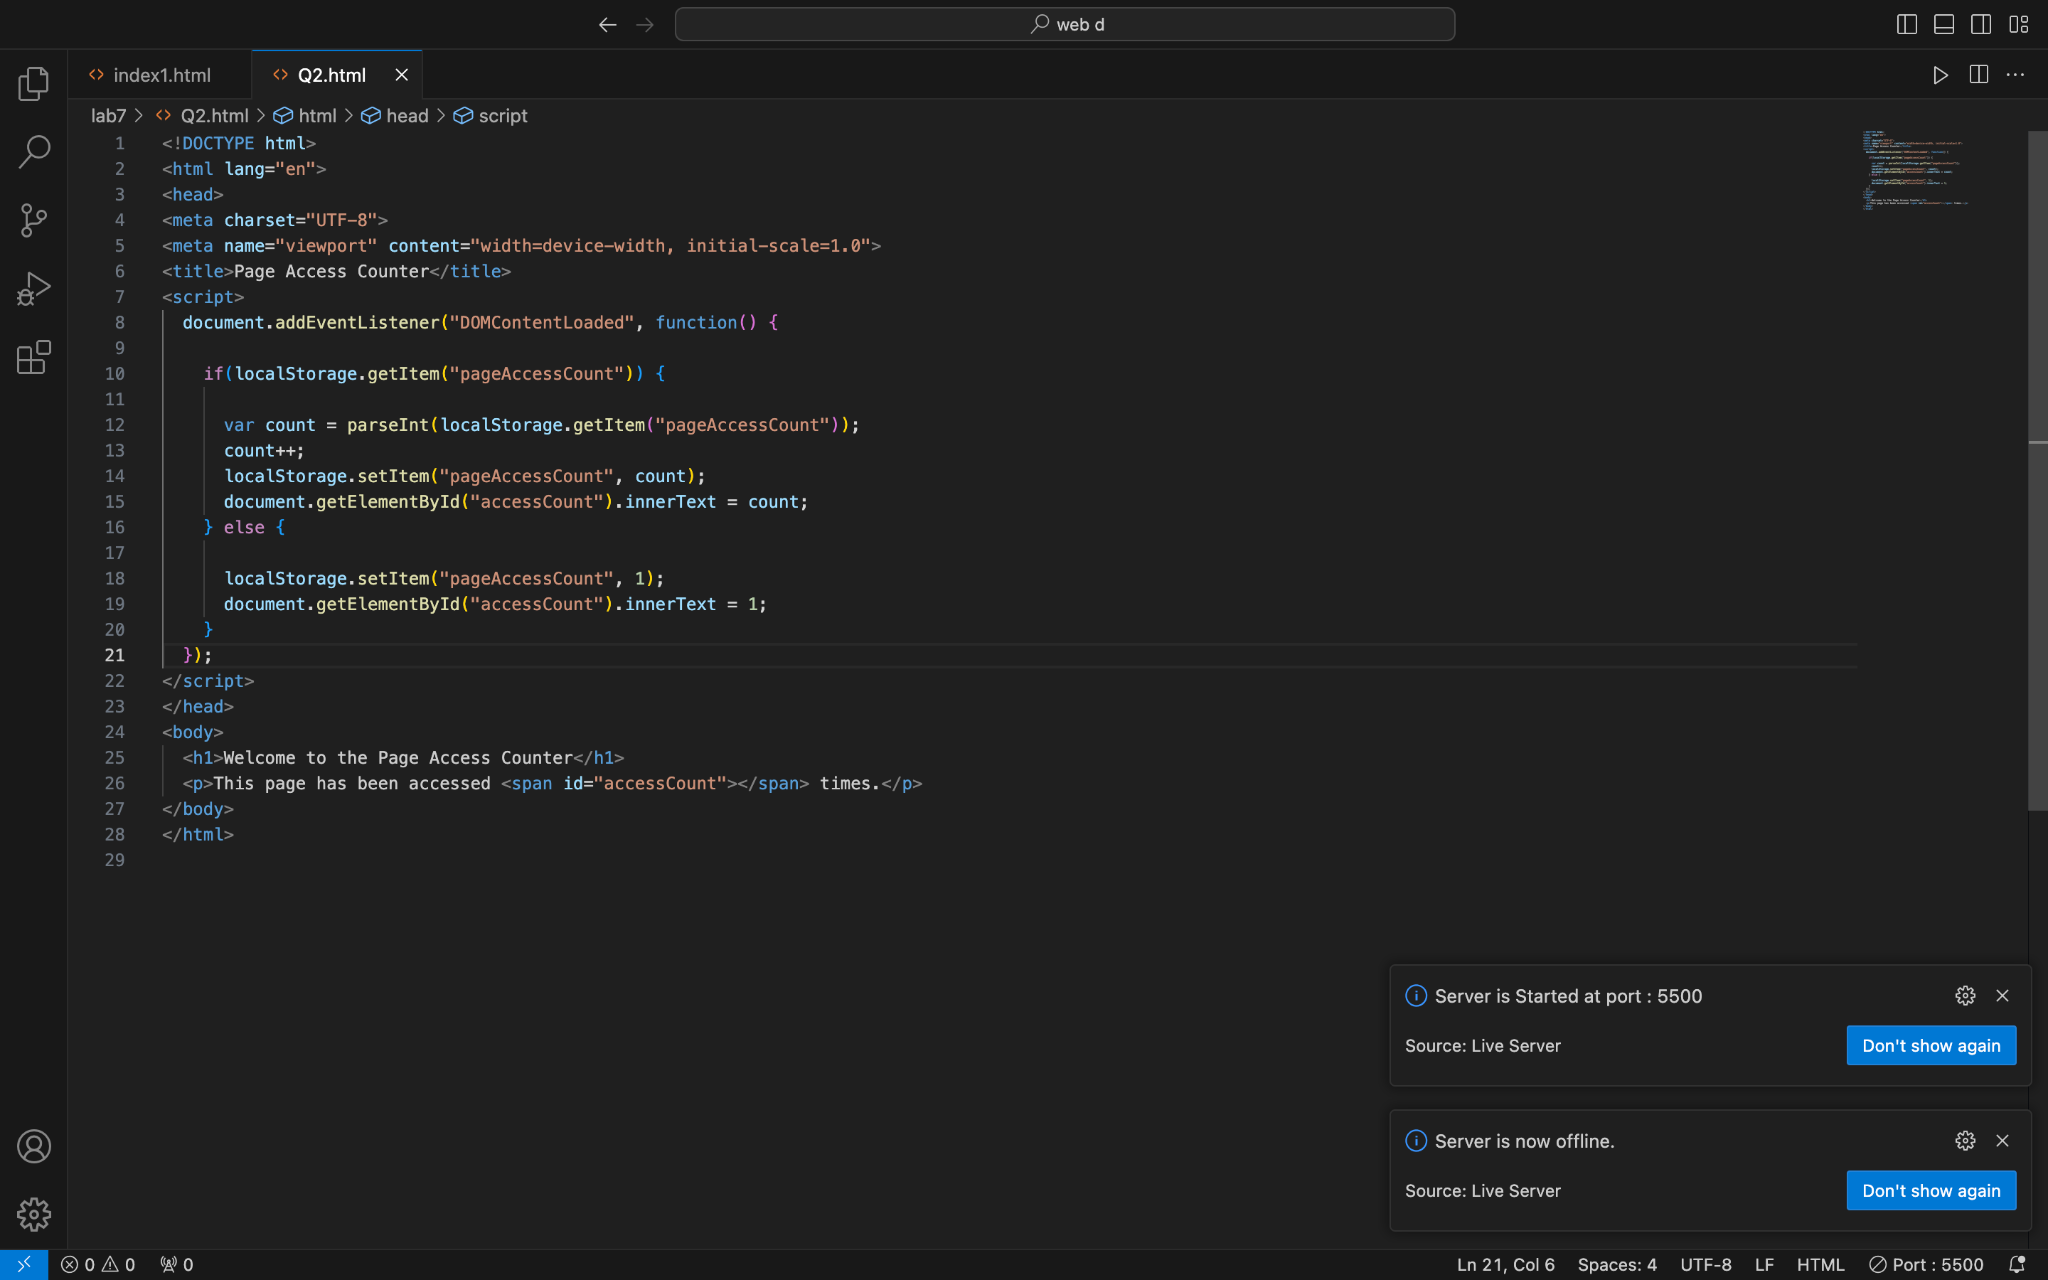 web d
index1.html
Q2.html
lab7 > Q2.html > html > head > script
1 <!DOCTYPE html>
2 <html lang="en">
3 <head>
4 <meta charset="UTF-8">
5 <meta name="viewport" content="width=device-width, initial-scale=1.0">
6 <title>Page Access Counter</title>
7 <script>
8 document.addEventListener("DOMContentLoaded", function() {
9
10 if(localStorage.getItem("pageAccessCount")) {
11
12 var count = parseInt(localStorage.getItem("pageAccessCount"));
13 count++;
14 localStorage.setItem("pageAccessCount", count);
15 document.getElementById("accessCount").innerText = count;
16 } else {
17
18 localStorage.setItem("pageAccessCount", 1);
19 document.getElementById("accessCount").innerText = 1;
20 }
21 });
22 </script>
23 </head>
24 <body>
25 <h1>Welcome to the Page Access Counter</h1>
26 <p>This page has been accessed <span id="accessCount"></span> times.</p>
27 </body>
28 </html>
29
Server is Started at port : 5500
Source: Live Server
Don't show again
Server is now offline.
Source: Live Server
Don't show again
0 0 0 Ln 21, Col 6 Spaces: 4 UTF-8 LF HTML Port : 5500